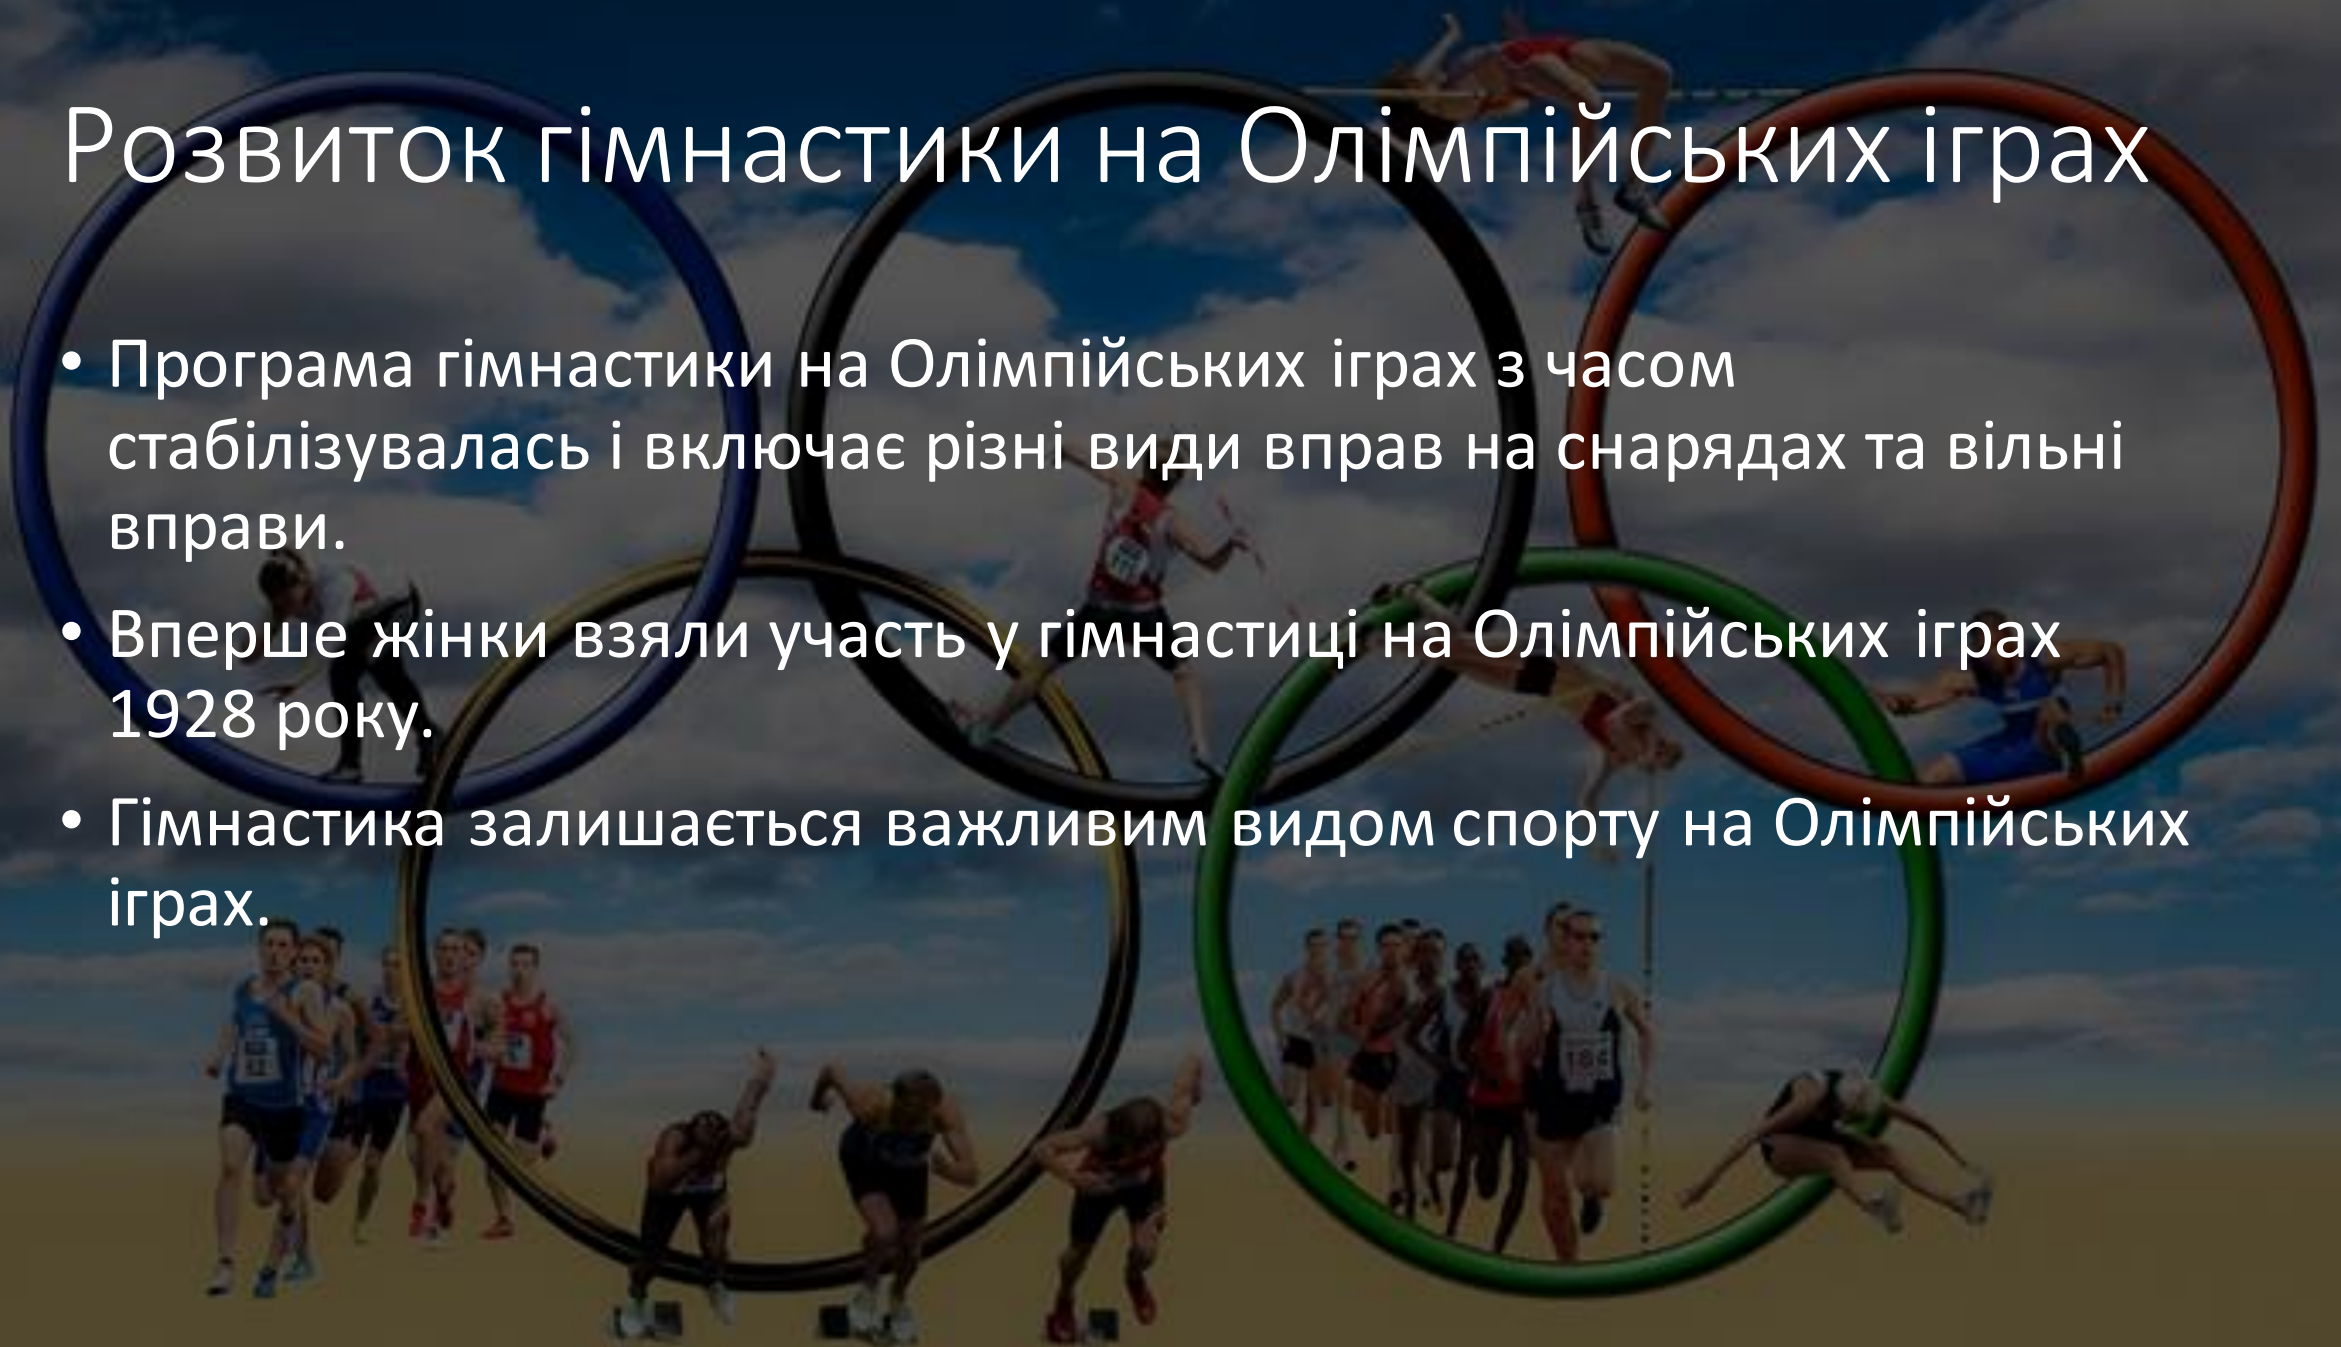 Розвиток гімнастики на Олімпійських іграх
• Програма гімнастики на Олімпійських іграх з часом
стабілізувалась і включає різні види вправ на снарядах та вільні
вправи.
• Вперше жінки взяли участь у гімнастиці на Олімпійських іграх
1928 року.
• Гімнастика залишається важливим видом спорту на Олімпійських
іграх.
184